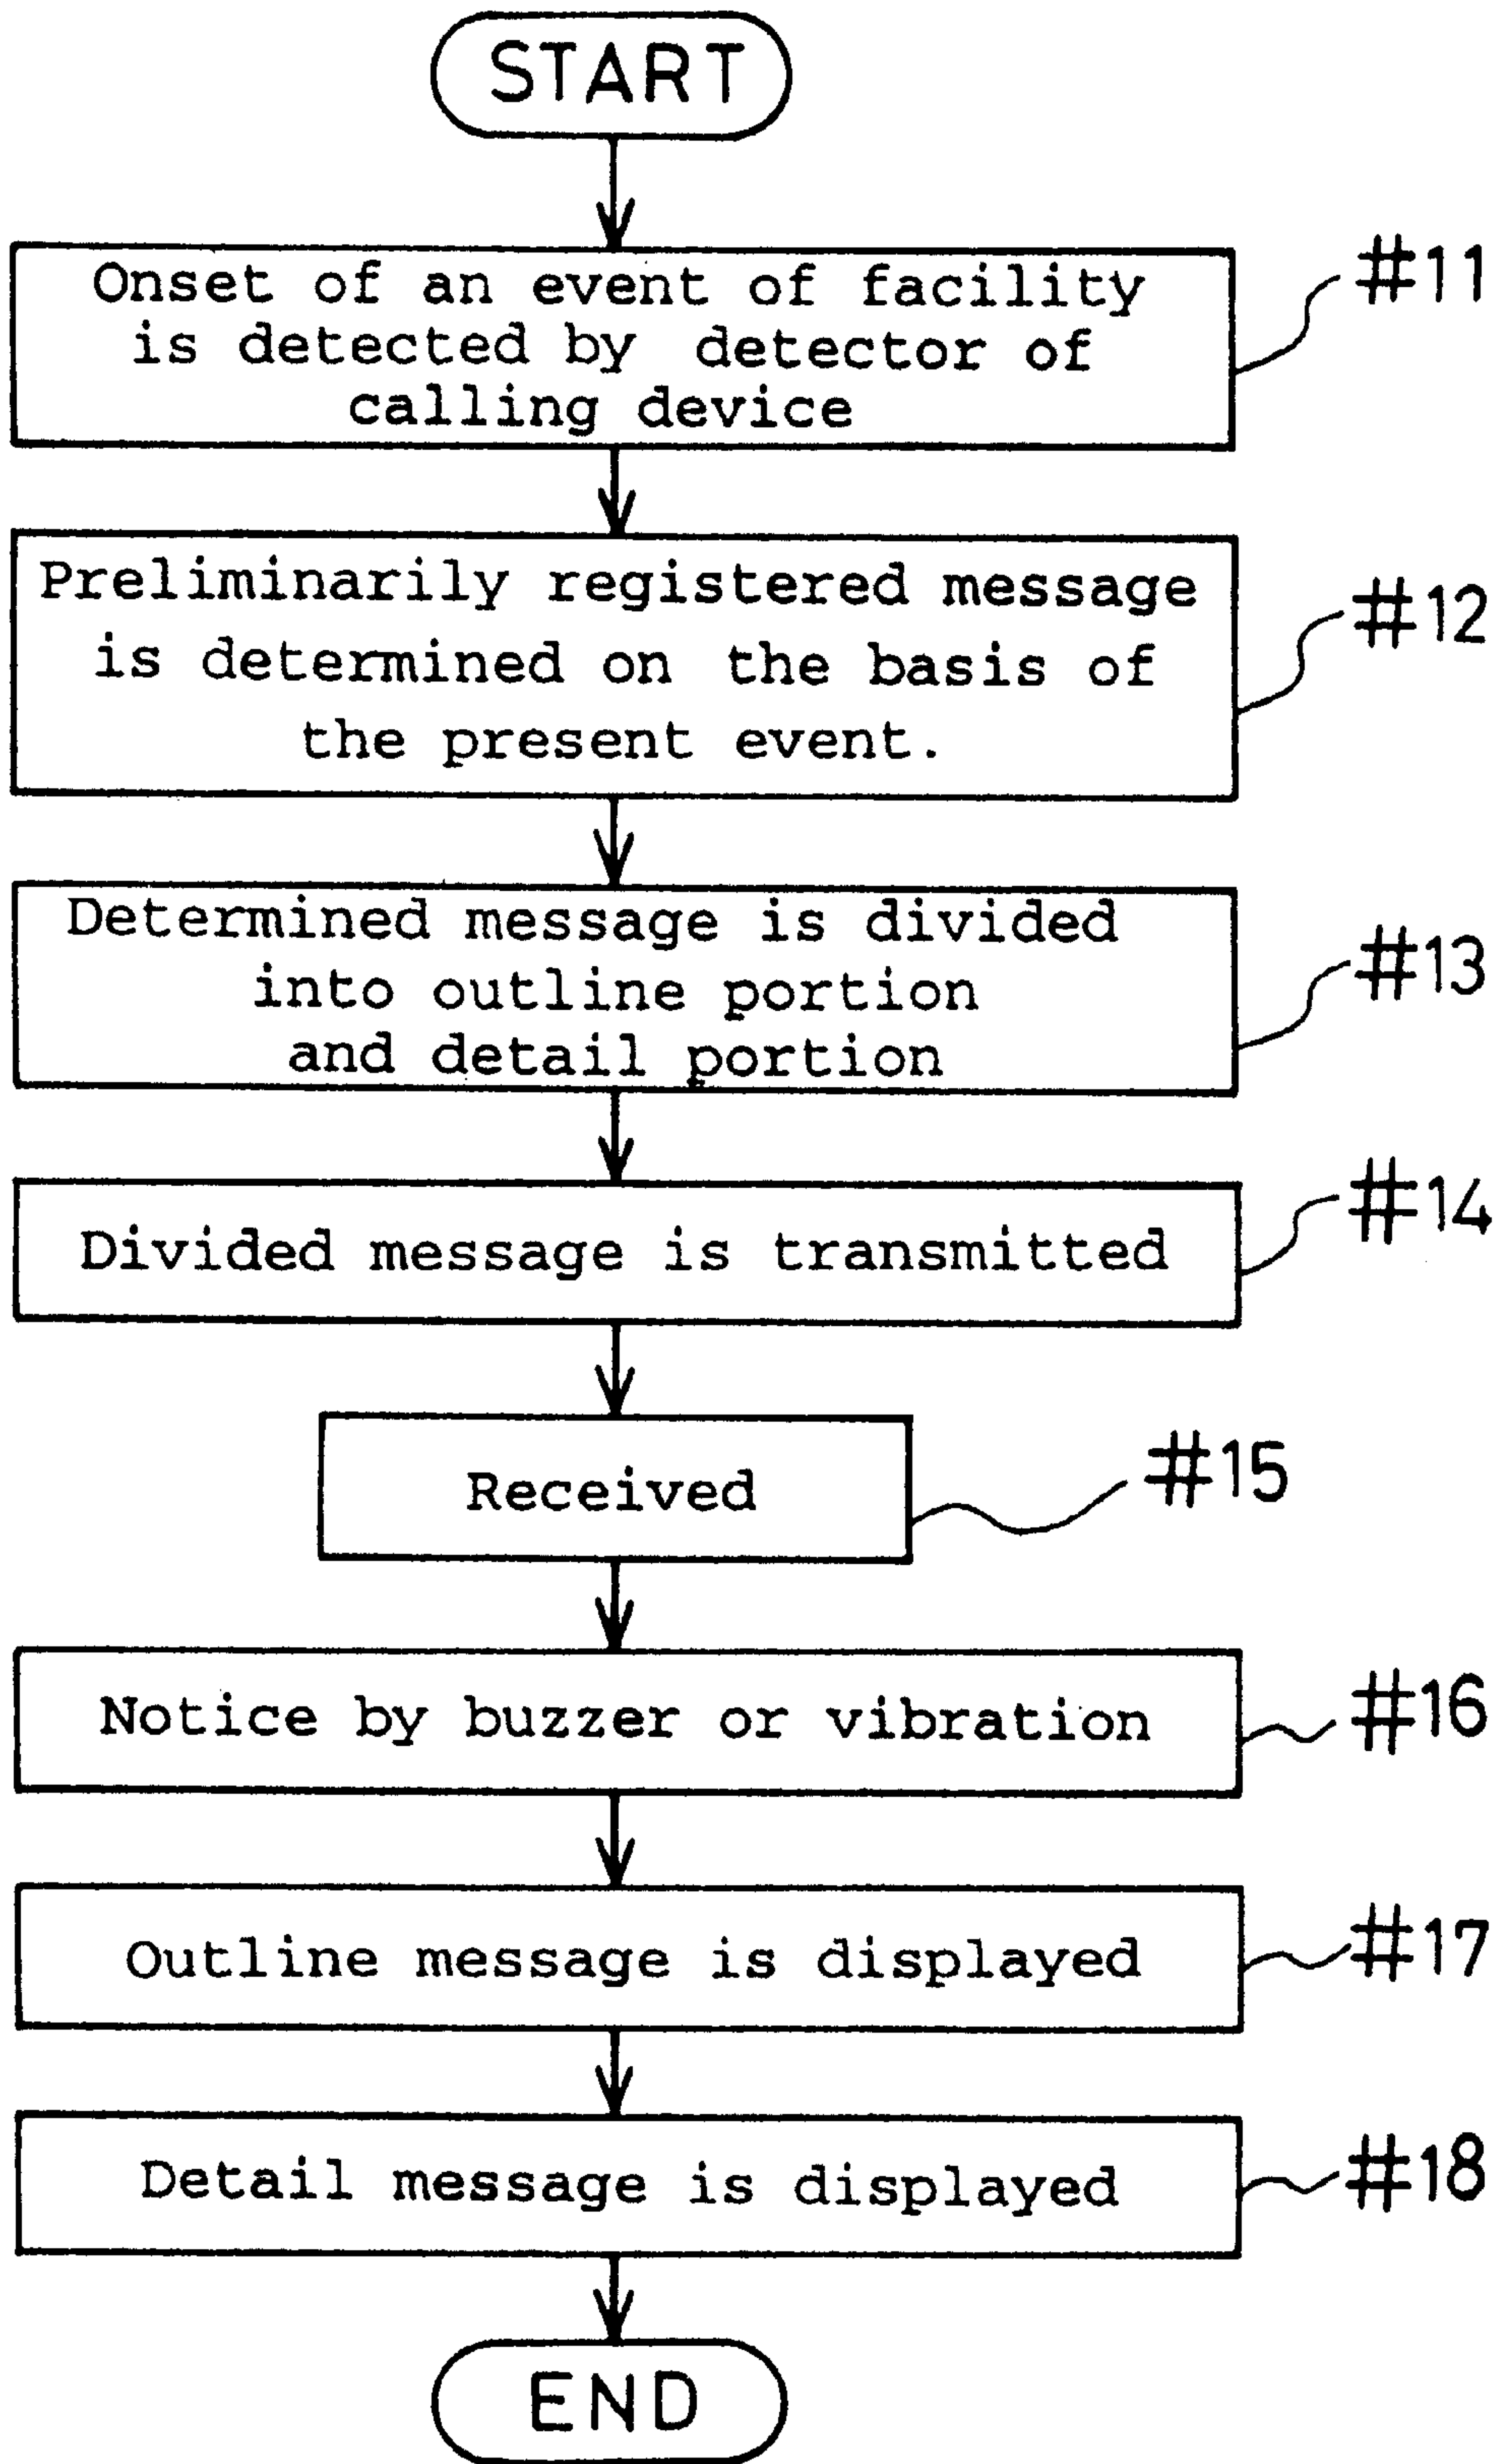 START
Onset of an event of facility
is detected by detector of
calling device
#11
Preliminarily registered message
is determined on the basis of
the present event.
#12
Determined message is divided
into outline portion
and detail portion
#13
Divided message is transmitted
#14
Received
#15
Notice by buzzer or vibration
#16
Outline message is displayed
#17
Detail message is displayed
#18
END